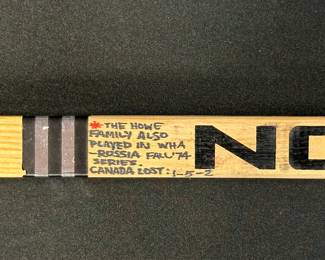 * THE HOWE
FAMILY ALSO
PLAYED IN WHA
-RUSSIA FALL '74
SERIES.
CANADA LOST: 1-5-2
NO